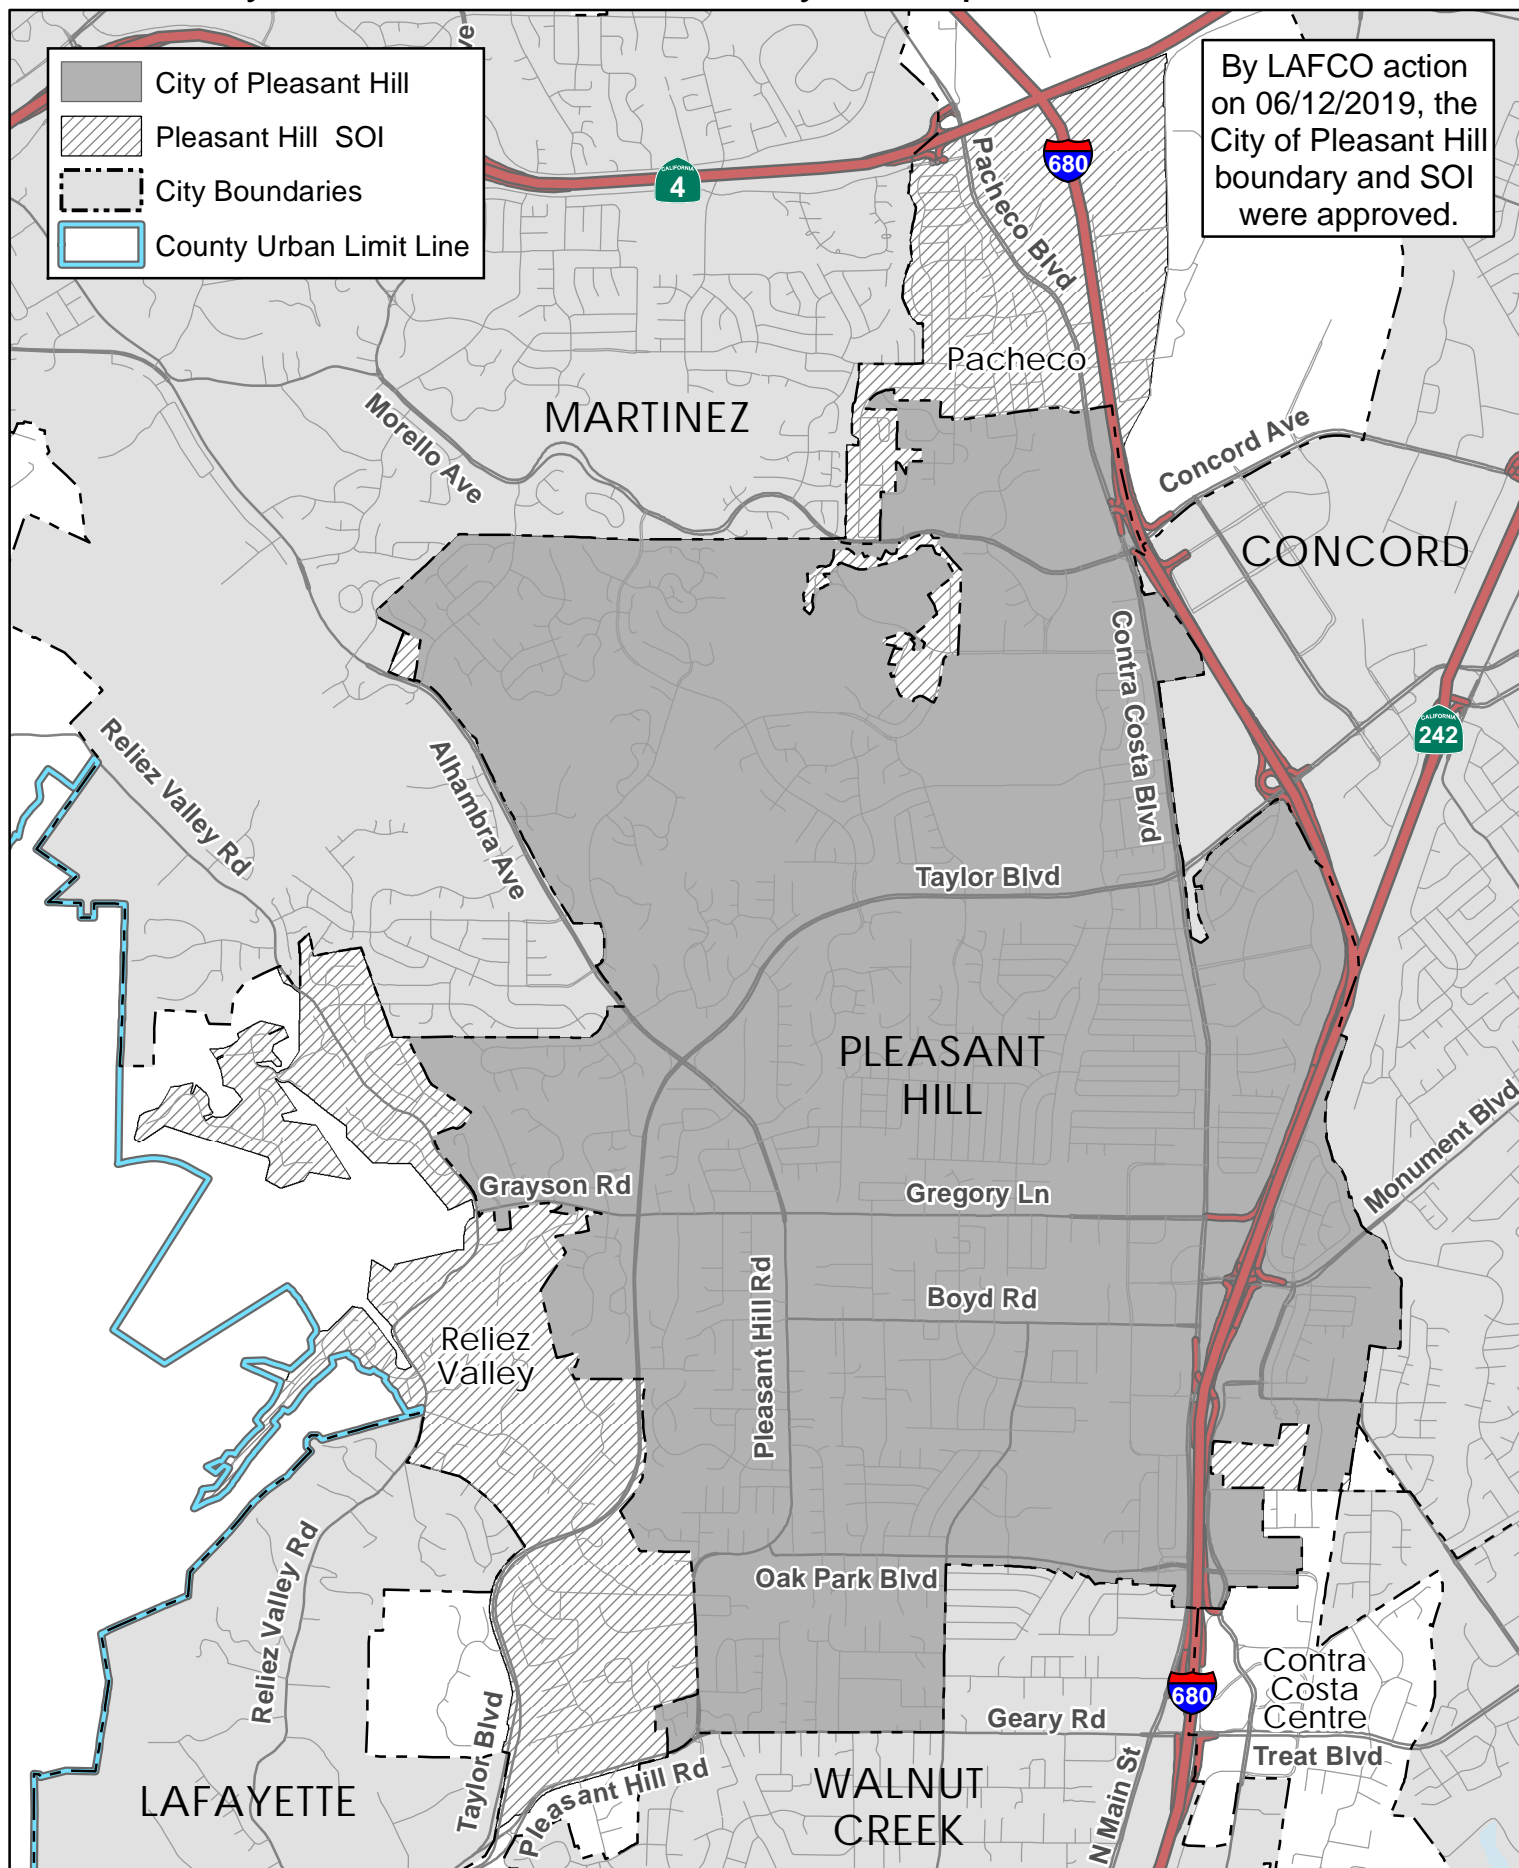 City of Pleasant Hill
Pleasant Hill SOI
City Boundaries
County Urban Limit Line
By LAFCO action
on 06/12/2019, the
City of Pleasant Hill
boundary and SOI
were approved.
CALIFORNIA
4
680
Pacheco Blvd
Pacheco
MARTINEZ
Morello Ave
Concord Ave
CONCORD
Contra Costa Blvd
CALIFORNIA
242
Reliez Valley Rd
Alhambra Ave
Taylor Blvd
PLEASANT
HILL
Monument Blvd
Grayson Rd
Gregory Ln
Pleasant Hill Rd
Boyd Rd
Reliez
Valley
Oak Park Blvd
Reliez Valley Rd
Contra
Costa
Centre
680
Geary Rd
Treat Blvd
Taylor Blvd
Pleasant Hill Rd
N Main St
LAFAYETTE
WALNUT
CREEK